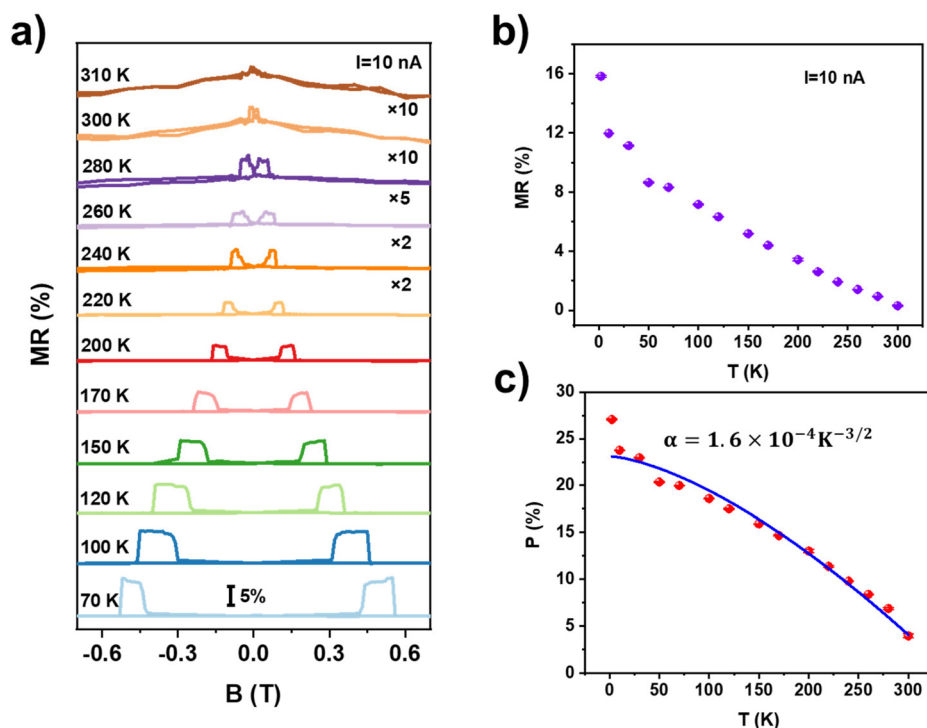 a)
I=10 nA
310 K
×10
300 K
×10
280 K
×5
260 K
×2
240 K
×2
220 K
200 K
170 K
150 K
120 K
100 K
70 K
5%
MR (%)
-0.6 -0.3 0.0 0.3 0.6
B (T)
b)
I=10 nA
16
12
8
4
0
MR (%)
0 50 100 150 200 250 300
T (K)
c)
α = 1.6 × 10⁻⁴K⁻³/²
30
25
20
15
10
5
0
P (%)
0 50 100 150 200 250 300
T (K)